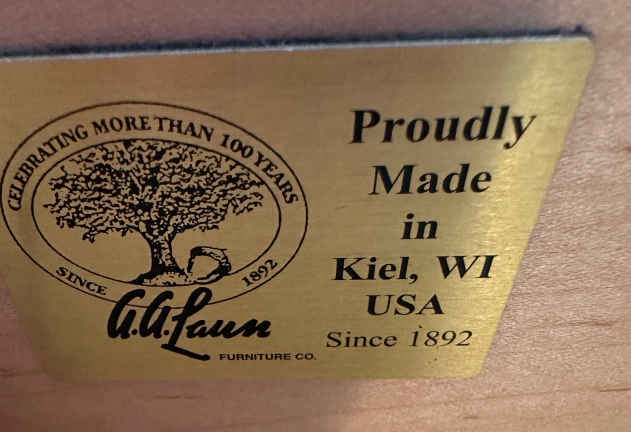 CELEBRATING MORE THAN 100 YEARS
SINCE 1892
A.A. Laun
FURNITURE CO.
Proudly
Made
in
Kiel, WI
USA
Since 1892